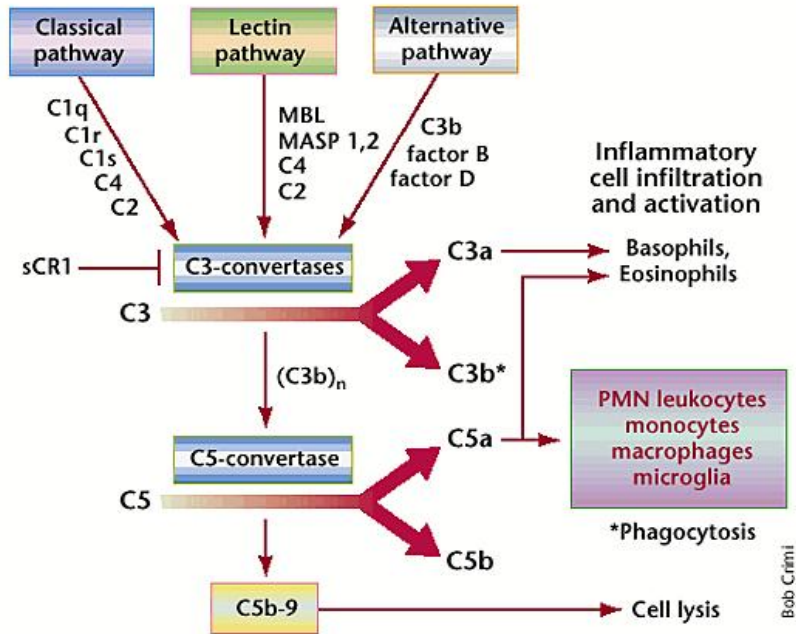 Classical
pathway
Lectin
pathway
Alternative
pathway
C1q
C1r
C1s
C4
C2
MBL
MASP 1,2
C4
C2
C3b
factor B
factor D
Inflammatory
cell infiltration
and activation
sCR1
C3-convertases
C3a
Basophils,
Eosinophils
C3
C3b*
(C3b)n
PMN leukocytes
monocytes
macrophages
microglia
C5-convertase
C5a
C5
*Phagocytosis
C5b
C5b-9
Cell lysis
Bob Crimi